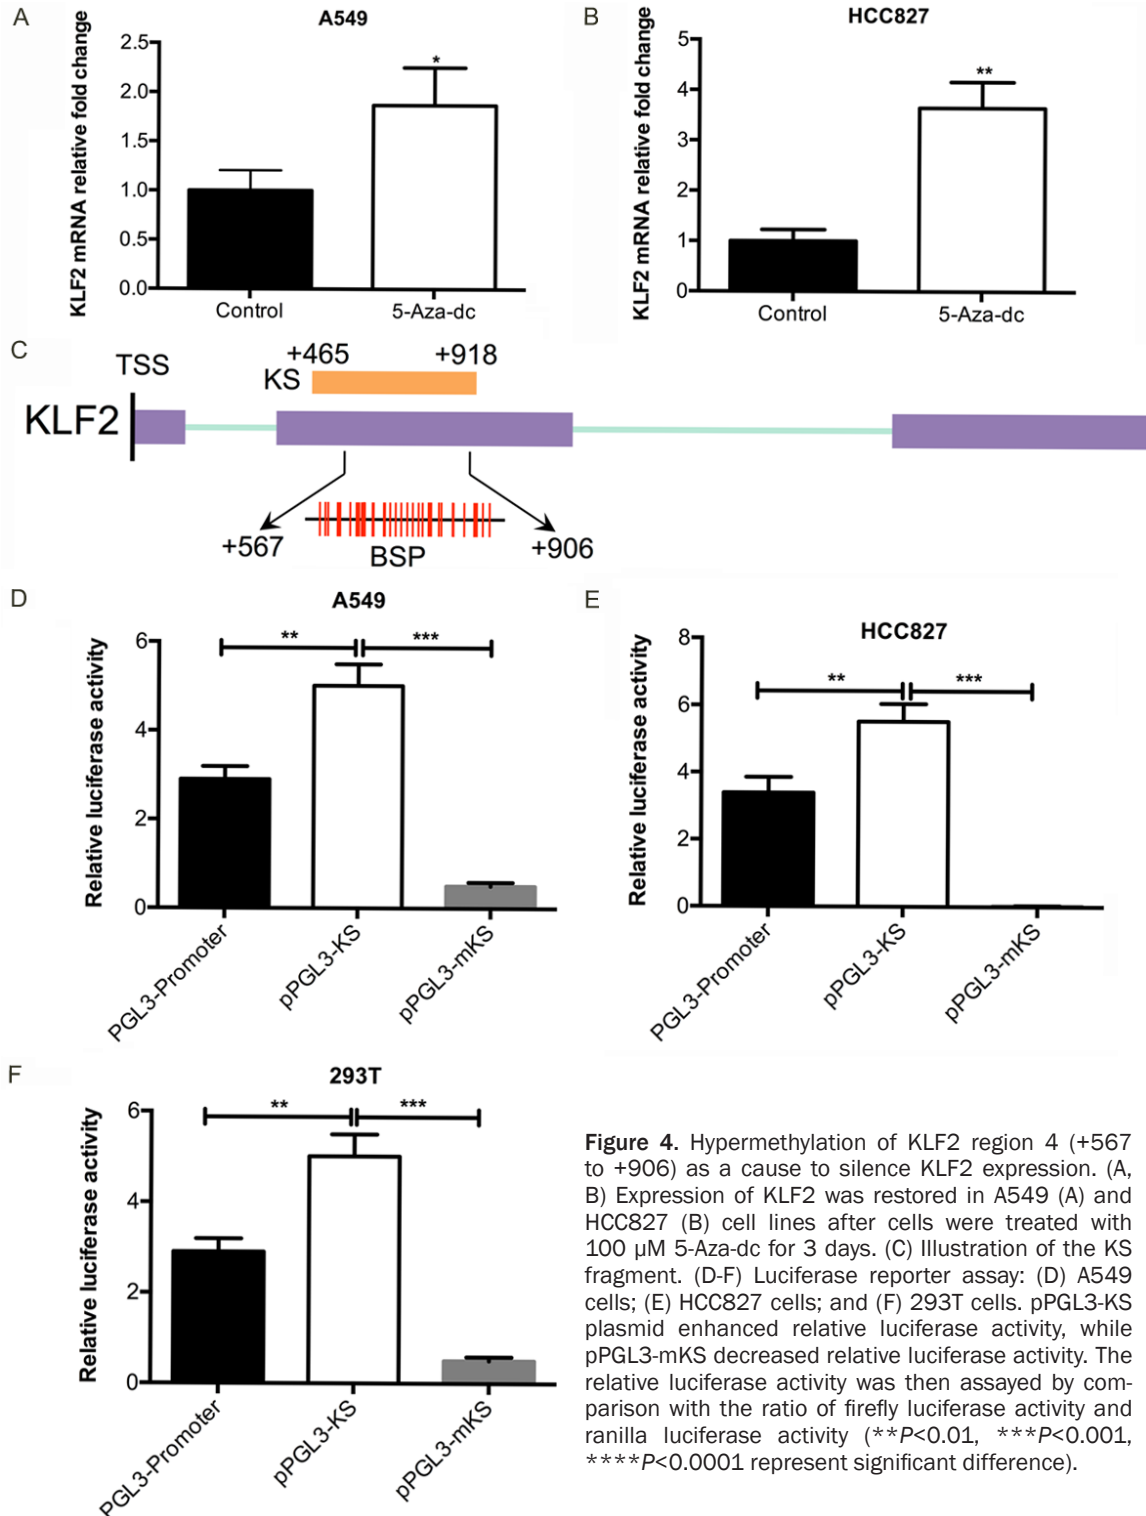 A
A549
KLF2 mRNA relative fold change
2.5
2.0
1.5
1.0
0.5
0.0
*
Control
5-Aza-dc
B
HCC827
KLF2 mRNA relative fold change
5
4
3
2
1
0
**
Control
5-Aza-dc
C
TSS
+465
+918
KS
KLF2
+567
BSP
+906
D
A549
Relative luciferase activity
6
4
2
0
**
***
PGL3-Promoter
pPGL3-KS
pPGL3-mKS
E
HCC827
Relative luciferase activity
8
6
4
2
0
**
***
PGL3-Promoter
pPGL3-KS
pPGL3-mKS
F
293T
Relative luciferase activity
6
4
2
0
**
***
PGL3-Promoter
pPGL3-KS
pPGL3-mKS
Figure 4. Hypermethylation of KLF2 region 4 (+567
to +906) as a cause to silence KLF2 expression. (A,
B) Expression of KLF2 was restored in A549 (A) and
HCC827 (B) cell lines after cells were treated with
100 µM 5-Aza-dc for 3 days. (C) Illustration of the KS
fragment. (D-F) Luciferase reporter assay: (D) A549
cells; (E) HCC827 cells; and (F) 293T cells. pPGL3-KS
plasmid enhanced relative luciferase activity, while
pPGL3-mKS decreased relative luciferase activity. The
relative luciferase activity was then assayed by com-
parison with the ratio of firefly luciferase activity and
ranilla luciferase activity (**P<0.01, ***P<0.001,
****P<0.0001 represent significant difference).